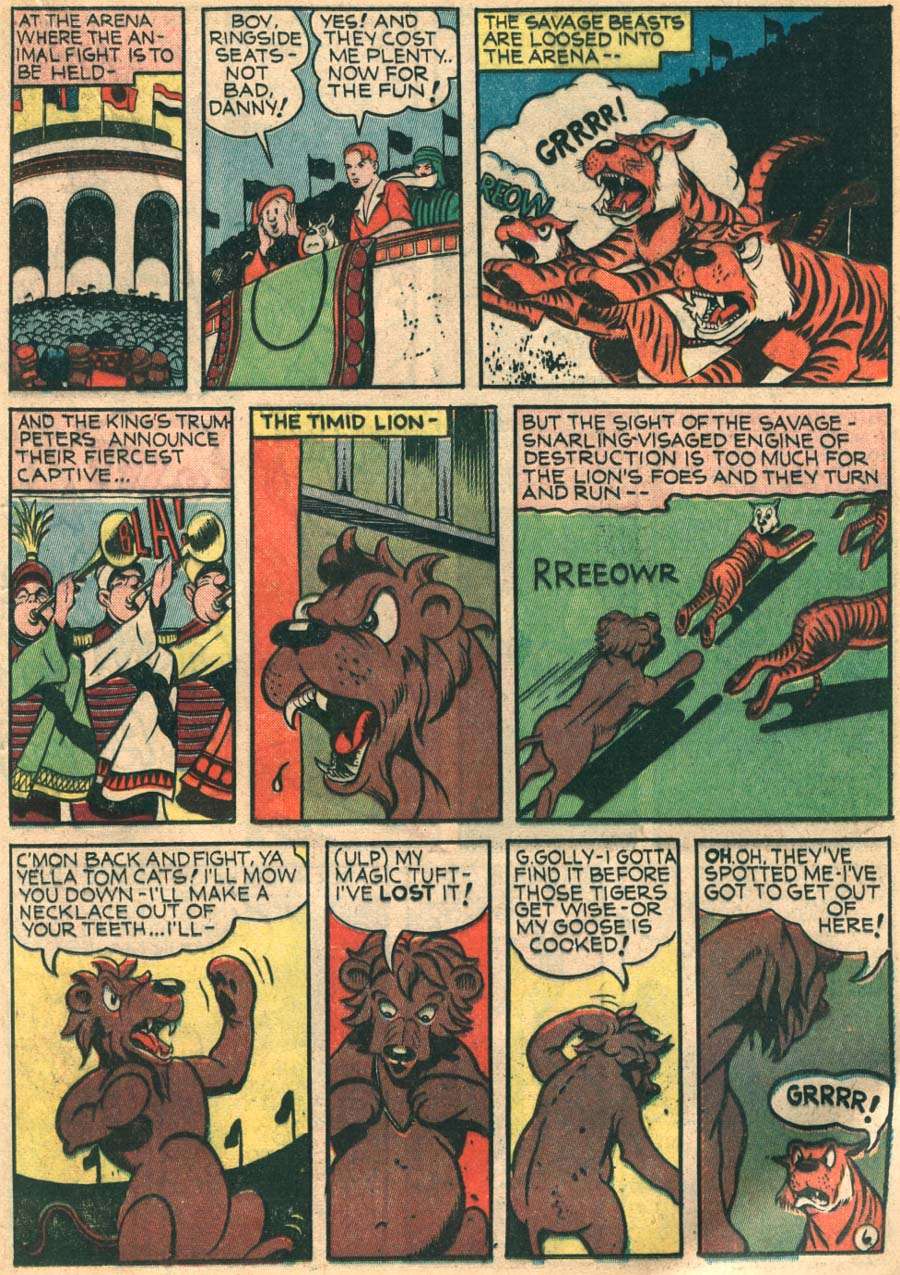 AT THE ARENA
WHERE THE AN-
IMAL FIGHT IS TO
BE HELD-
BOY,
RINGSIDE
SEATS-
NOT
BAD,
DANNY!
YES! AND
THEY COST
ME PLENTY..
NOW FOR
THE FUN!
THE SAVAGE BEASTS
ARE LOOSED INTO
THE ARENA--
GRRRR!
REOW!
AND THE KING'S TRUM-
PETERS ANNOUNCE
THEIR FIERCEST
CAPTIVE...
BLA!
THE TIMID LION-
BUT THE SIGHT OF THE SAVAGE-
SNARLING-VISAGED ENGINE OF
DESTRUCTION IS TOO MUCH FOR
THE LION'S FOES AND THEY TURN
AND RUN--
RREEOWR
C'MON BACK AND FIGHT, YA
YELLA TOM CATS! I'LL MOW
YOU DOWN-I'LL MAKE A
NECKLACE OUT OF
YOUR TEETH...I'LL-
(ULP) MY
MAGIC TUFT-
I'VE LOST IT!
G.GOLLY-I GOTTA
FIND IT BEFORE
THOSE TIGERS
GET WISE-OR
MY GOOSE IS
COOKED!
OH.OH. THEY'VE
SPOTTED ME-I'VE
GOT TO GET OUT
OF
HERE!
GRRRR!
6